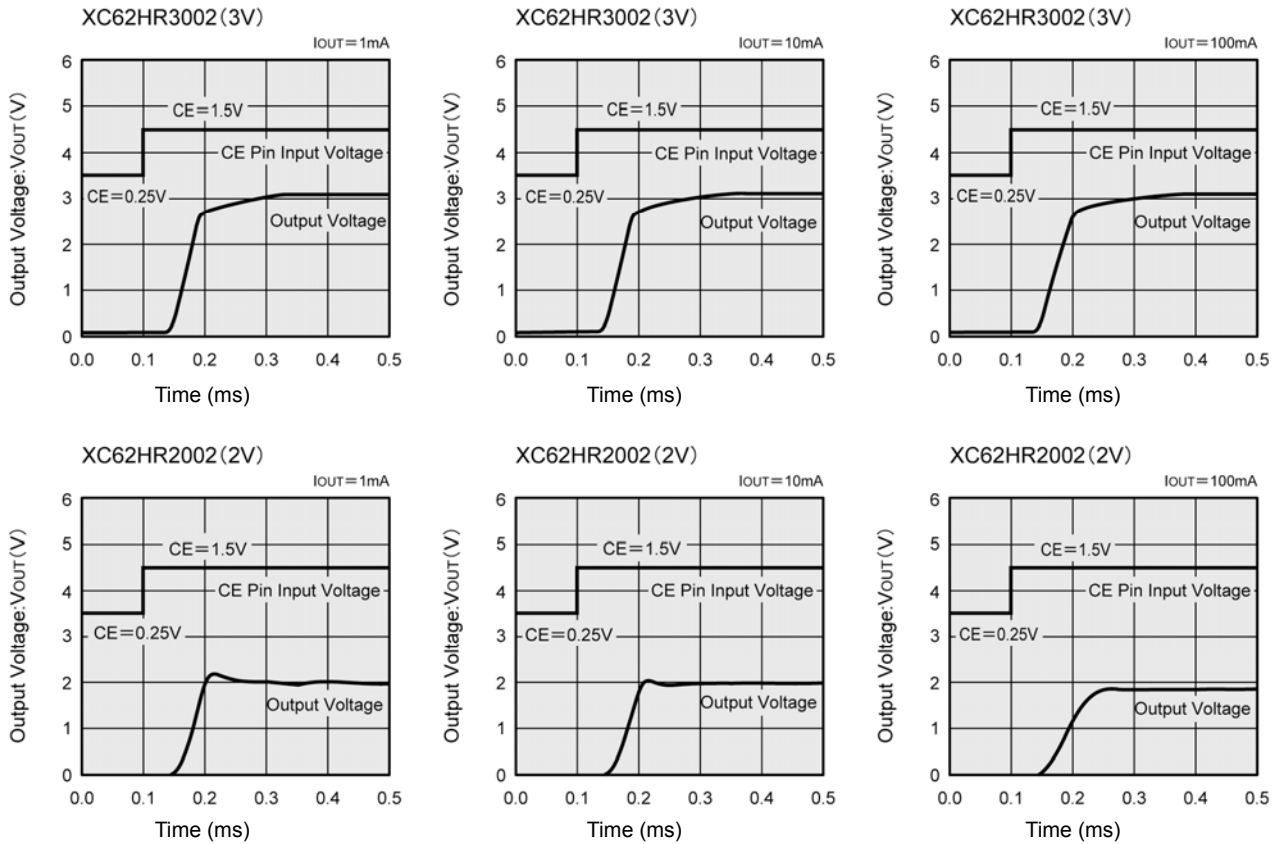 XC62HR3002(3V)
IOUT=1mA
Output Voltage:VOUT(V)
6
5
4
3
2
1
0
CE=1.5V
CE Pin Input Voltage
CE=0.25V
Output Voltage
0.0 0.1 0.2 0.3 0.4 0.5
Time (ms)
XC62HR3002(3V)
IOUT=10mA
Output Voltage:VOUT(V)
6
5
4
3
2
1
0
CE=1.5V
CE Pin Input Voltage
CE=0.25V
Output Voltage
0.0 0.1 0.2 0.3 0.4 0.5
Time (ms)
XC62HR3002(3V)
IOUT=100mA
Output Voltage:VOUT(V)
6
5
4
3
2
1
0
CE=1.5V
CE Pin Input Voltage
CE=0.25V
Output Voltage
0.0 0.1 0.2 0.3 0.4 0.5
Time (ms)
XC62HR2002(2V)
IOUT=1mA
Output Voltage:VOUT(V)
6
5
4
3
2
1
0
CE=1.5V
CE Pin Input Voltage
CE=0.25V
Output Voltage
0.0 0.1 0.2 0.3 0.4 0.5
Time (ms)
XC62HR2002(2V)
IOUT=10mA
Output Voltage:VOUT(V)
6
5
4
3
2
1
0
CE=1.5V
CE Pin Input Voltage
CE=0.25V
Output Voltage
0.0 0.1 0.2 0.3 0.4 0.5
Time (ms)
XC62HR2002(2V)
IOUT=100mA
Output Voltage:VOUT(V)
6
5
4
3
2
1
0
CE=1.5V
CE Pin Input Voltage
CE=0.25V
Output Voltage
0.0 0.1 0.2 0.3 0.4 0.5
Time (ms)